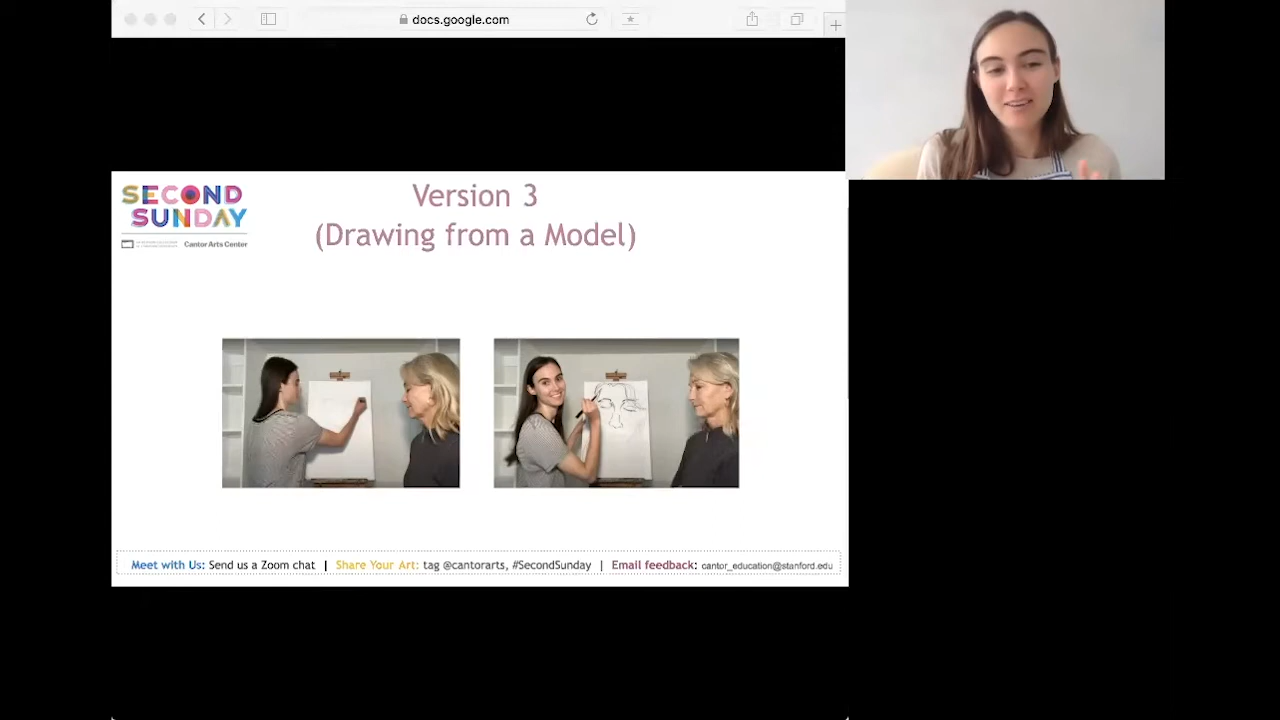 docs.google.com
SECOND
SUNDAY
Cantor Arts Center
Version 3
(Drawing from a Model)
Meet with Us: Send us a Zoom chat | Share Your Art: tag @cantorarts, #SecondSunday | Email feedback: cantor_education@stanford.edu